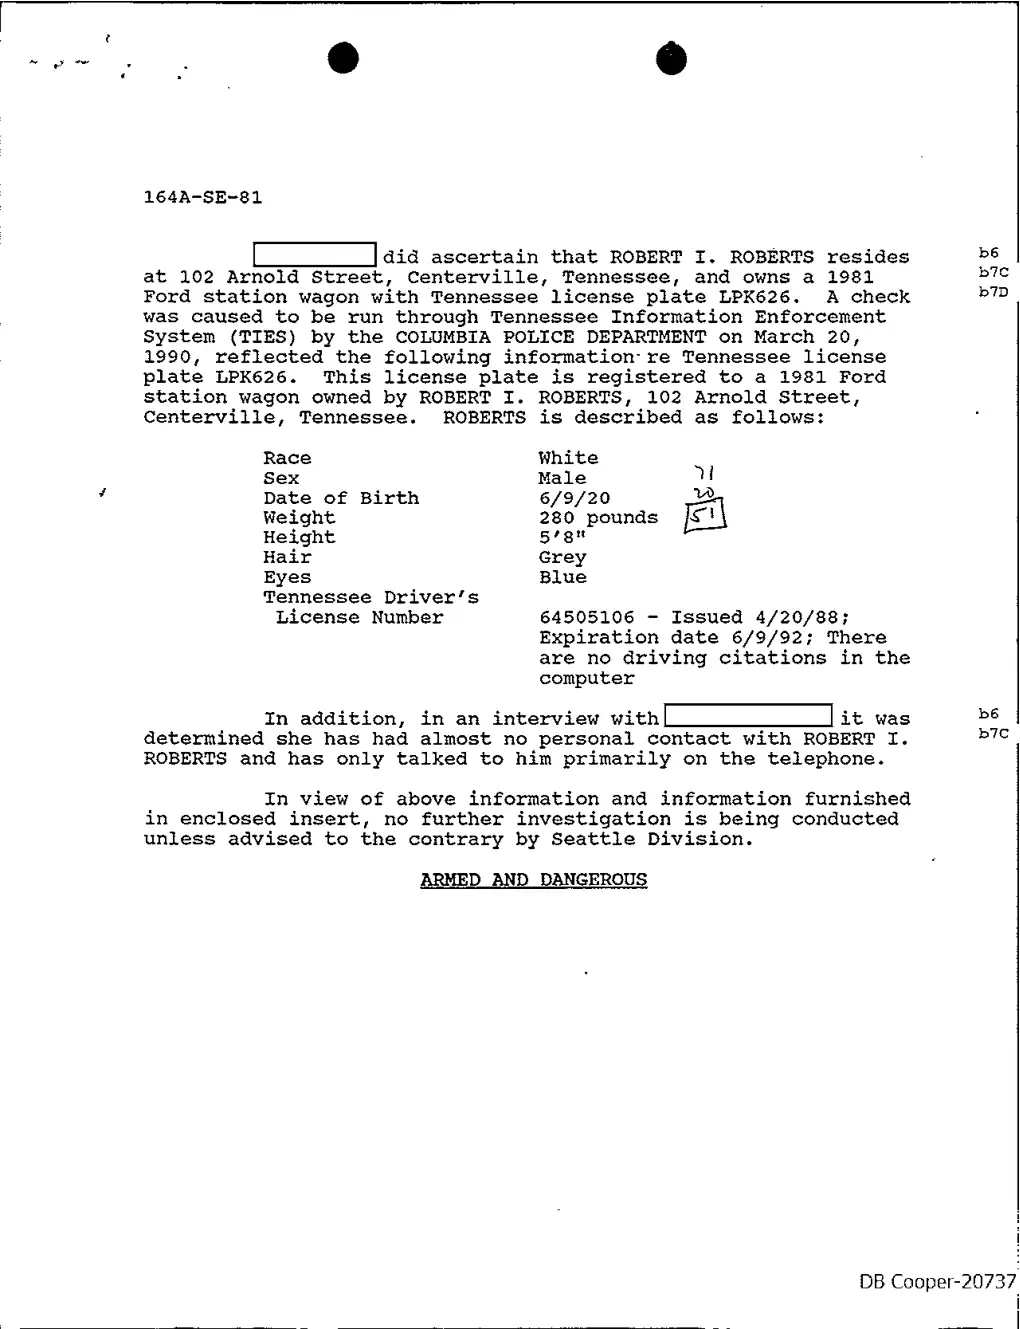 164A-SE-81
did ascertain that ROBERT I. ROBERTS resides b6
at 102 Arnold Street, Centerville, Tennessee, and owns a 1981 b7C
Ford station wagon with Tennessee license plate LPK626. A check b7D
was caused to be run through Tennessee Information Enforcement
System (TIES) by the COLUMBIA POLICE DEPARTMENT on March 20,
1990, reflected the following information re Tennessee license
plate LPK626. This license plate is registered to a 1981 Ford
station wagon owned by ROBERT I. ROBERTS, 102 Arnold Street,
Centerville, Tennessee. ROBERTS is described as follows:
Race White
Sex Male 71
Date of Birth 6/9/20 20
Weight 280 pounds 51
Height 5'8"
Hair Grey
Eyes Blue
Tennessee Driver's
License Number 64505106 - Issued 4/20/88;
Expiration date 6/9/92; There
are no driving citations in the
computer
In addition, in an interview with it was b6
determined she has had almost no personal contact with ROBERT I. b7C
ROBERTS and has only talked to him primarily on the telephone.
In view of above information and information furnished
in enclosed insert, no further investigation is being conducted
unless advised to the contrary by Seattle Division.
ARMED AND DANGEROUS
DB Cooper-20737